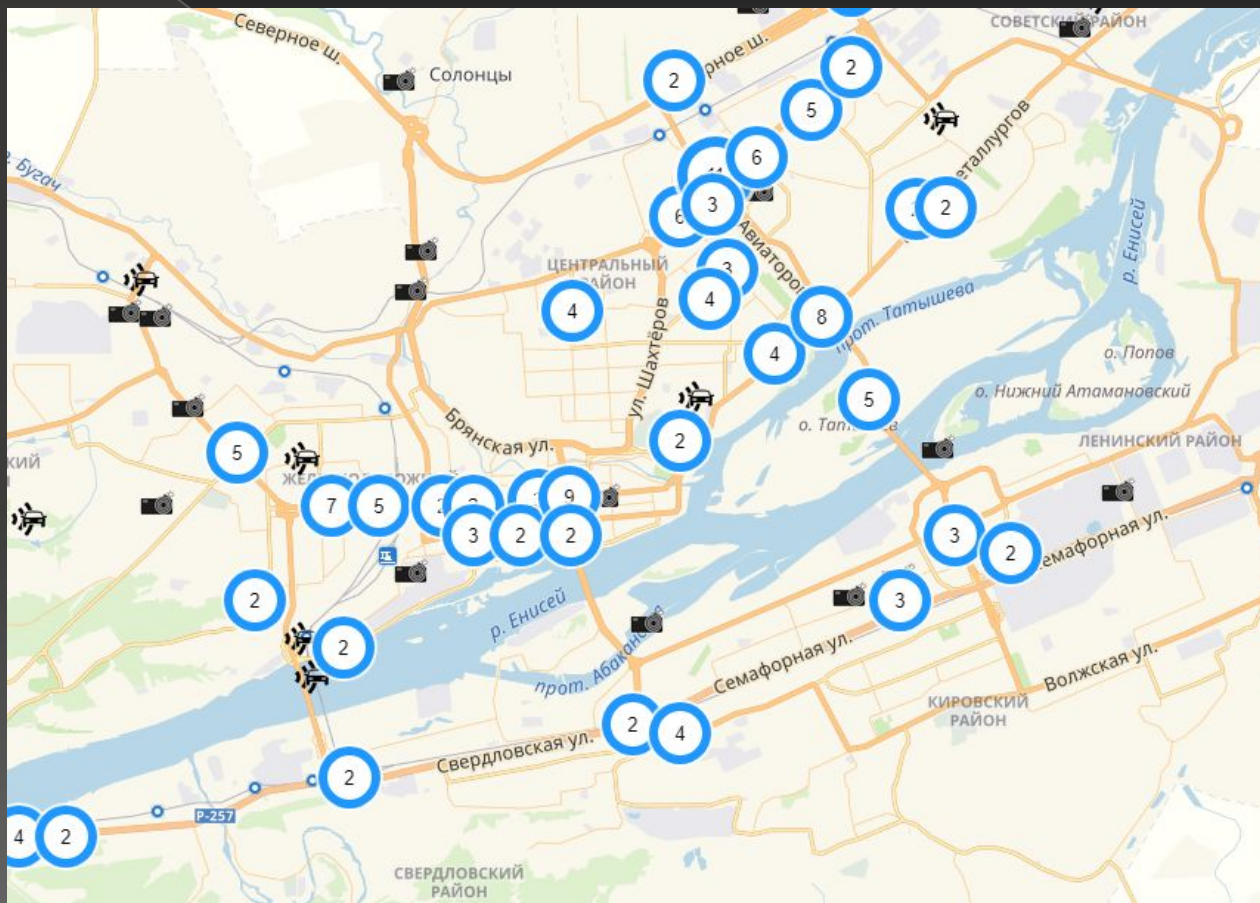 СОВЕТСКИЙ РАЙОН
Северное ш.
Солонцы
2
2
5
6
Бугач
3
6
2
Авиаторов
ЦЕНТРАЛЬНЫЙ
РАЙОН
р. Енисей
прот. Татышева
3
4
4
8
4
ул. Шахтёров
о. Попов
о. Нижний Атамановский
5
Брянская ул.
2
ЛЕНИНСКИЙ РАЙОН
5
7
5
9
3
2
2
3
2
Семафорная ул.
2
3
р. Енисей
2
прот. Абаканская
Семафорная ул.
Волжская ул.
КИРОВСКИЙ
РАЙОН
2
4
Свердловская ул.
2
Р-257
4
2
СВЕРДЛОВСКИЙ
РАЙОН